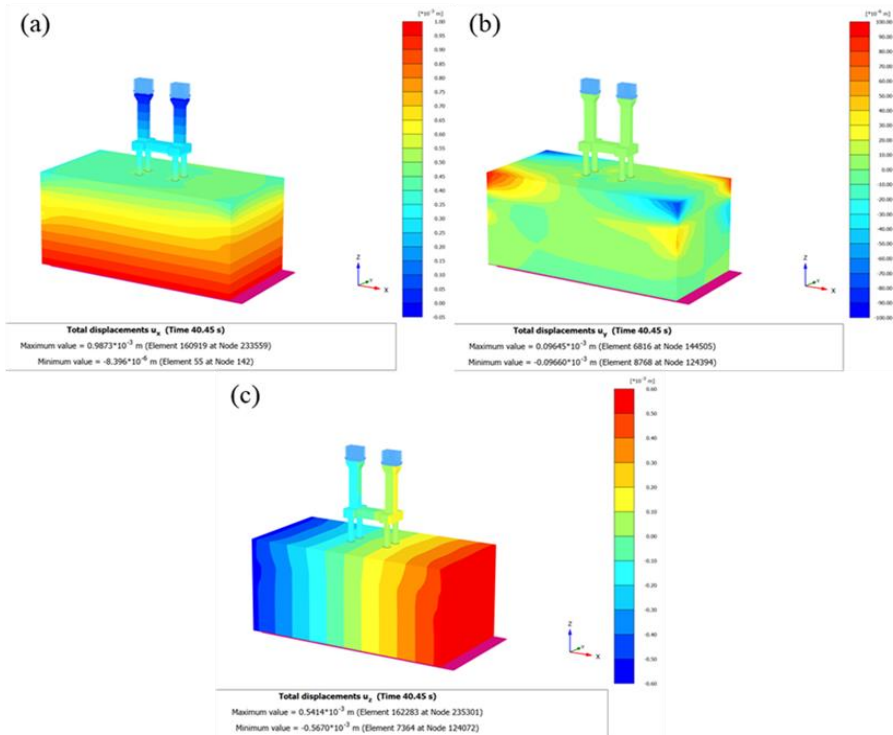 (a)
[*10⁻³ m]
1.00
0.95
0.90
0.85
0.80
0.75
0.70
0.65
0.60
0.55
0.50
0.45
0.40
0.35
0.30
0.25
0.20
0.15
0.10
0.05
0.00
-0.05
Z
Y
X
Total displacements uₓ (Time 40.45 s)
Maximum value = 0.9873*10⁻³ m (Element 160919 at Node 233559)
Minimum value = -8.396*10⁻⁶ m (Element 55 at Node 142)
(b)
[*10⁻⁶ m]
100.00
90.00
80.00
70.00
60.00
50.00
40.00
30.00
20.00
10.00
0.00
-10.00
-20.00
-30.00
-40.00
-50.00
-60.00
-70.00
-80.00
-90.00
-100.00
Z
Y
X
Total displacements uᵧ (Time 40.45 s)
Maximum value = 0.09645*10⁻³ m (Element 6816 at Node 144505)
Minimum value = -0.09660*10⁻³ m (Element 8768 at Node 124394)
(c)
[*10⁻³ m]
0.60
0.40
0.30
0.20
0.10
0.00
-0.10
-0.20
-0.30
-0.40
-0.50
-0.60
Z
Y
X
Total displacements u_z (Time 40.45 s)
Maximum value = 0.5414*10⁻³ m (Element 162283 at Node 235301)
Minimum value = -0.5670*10⁻³ m (Element 7364 at Node 124072)